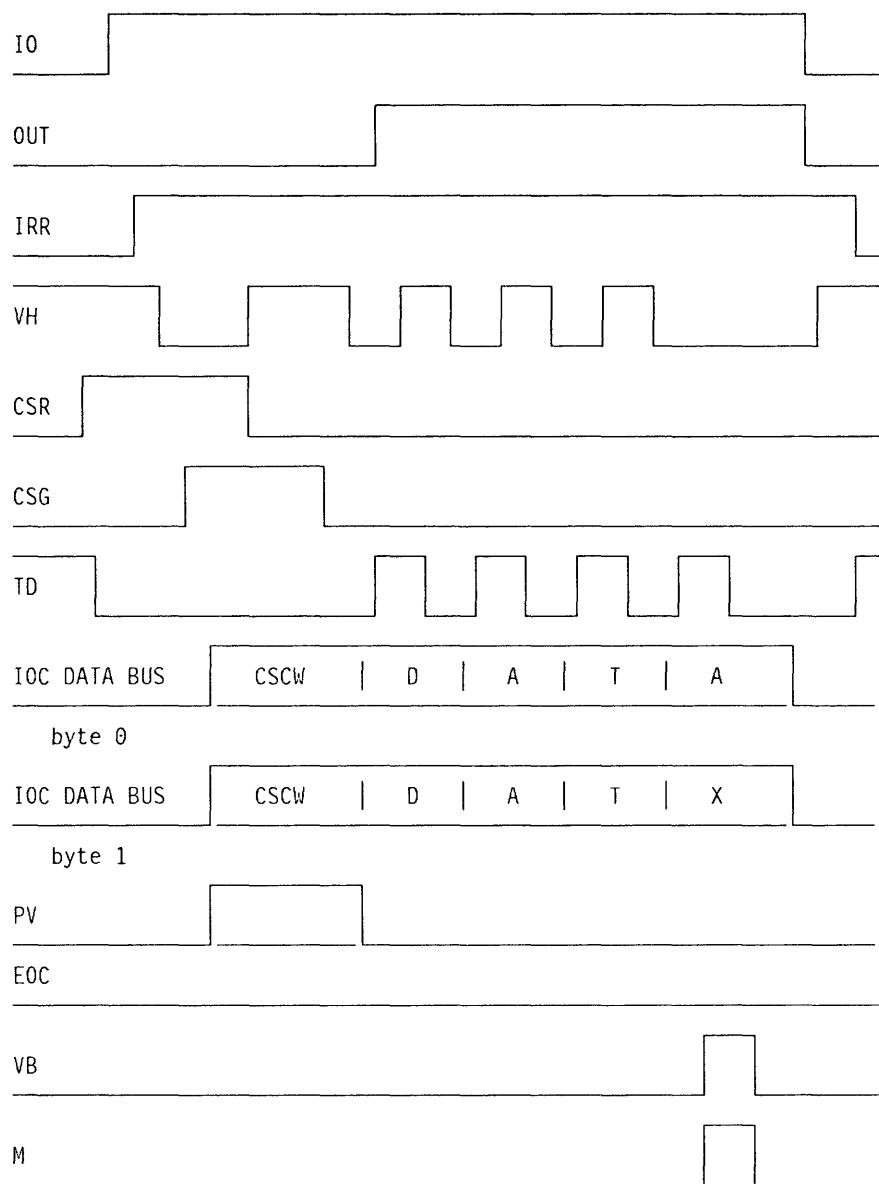 IO
OUT
IRR
VH
CSR
CSG
TD
IOC DATA BUS CSCW | D | A | T | A
byte 0
IOC DATA BUS CSCW | D | A | T | X
byte 1
PV
EOC
VB
M